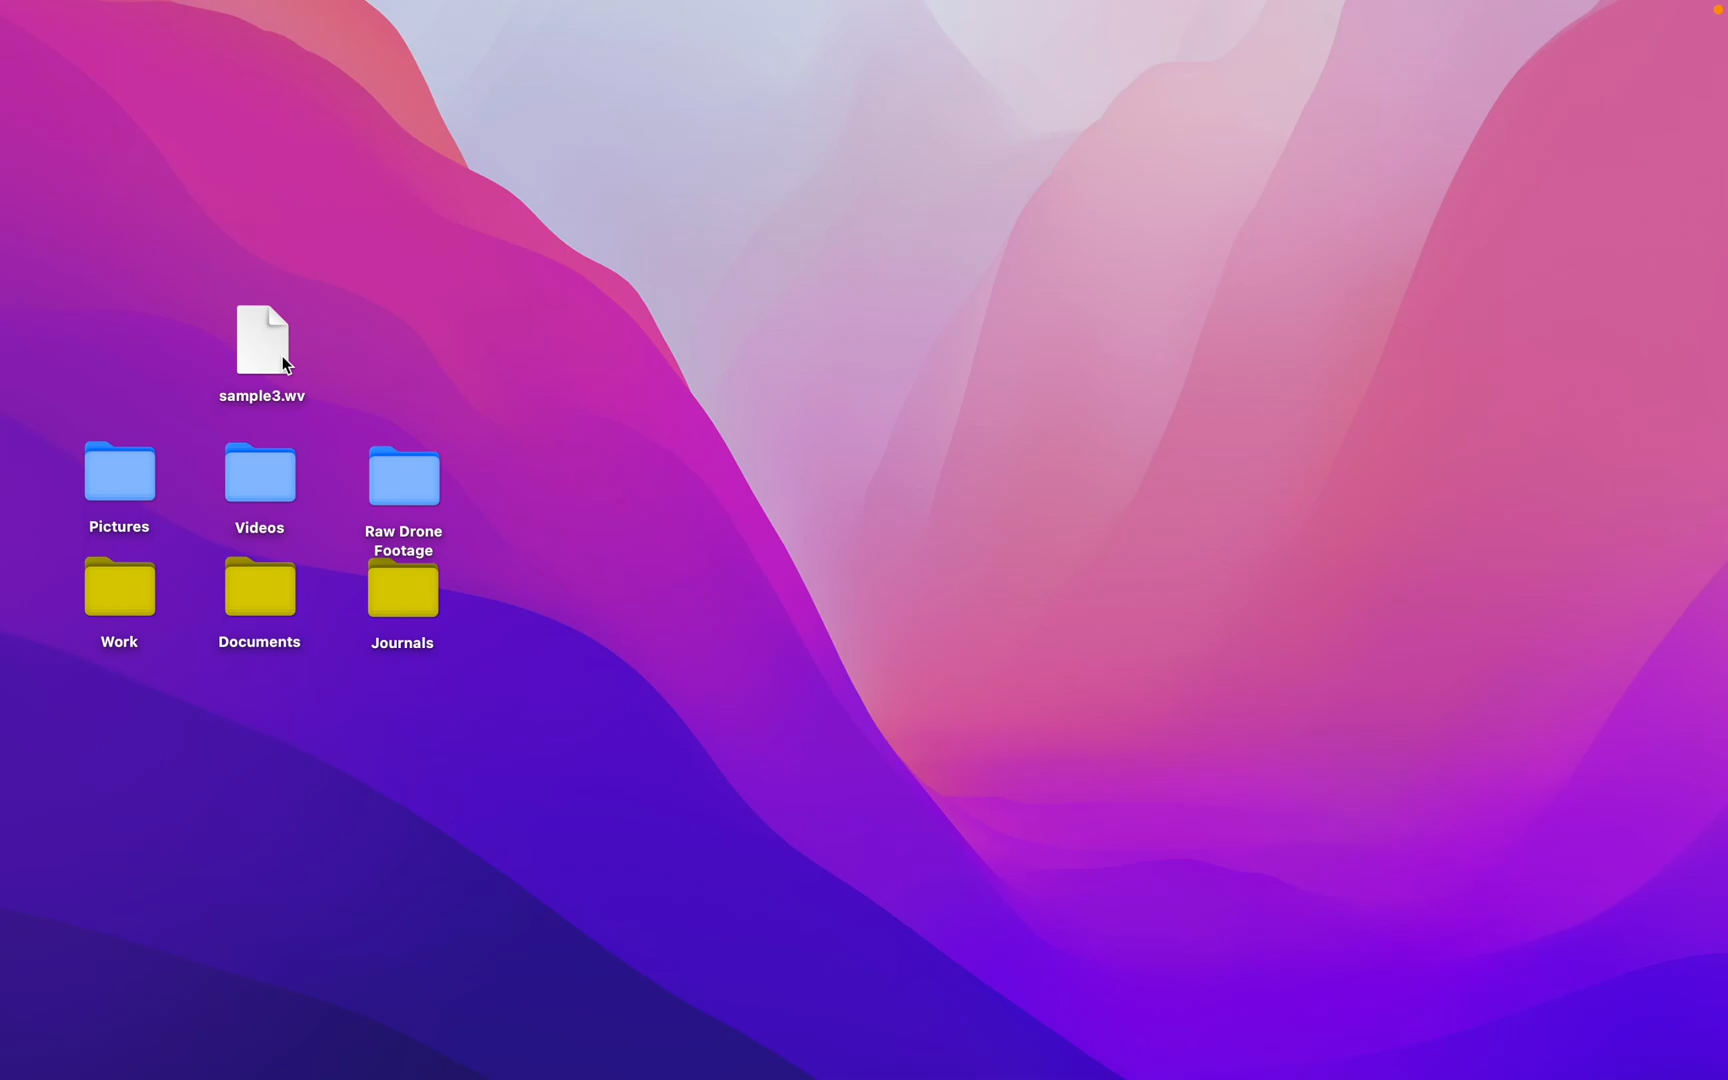 sample3.wv
Pictures
Videos
Raw Drone
Footage
Work
Documents
Journals